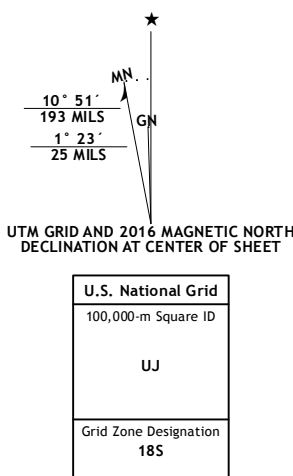 MN
10° 51´
193 MILS
GN
1° 23´
25 MILS
UTM GRID AND 2016 MAGNETIC NORTH
DECLINATION AT CENTER OF SHEET
U.S. National Grid
100,000-m Square ID
UJ
Grid Zone Designation
18S